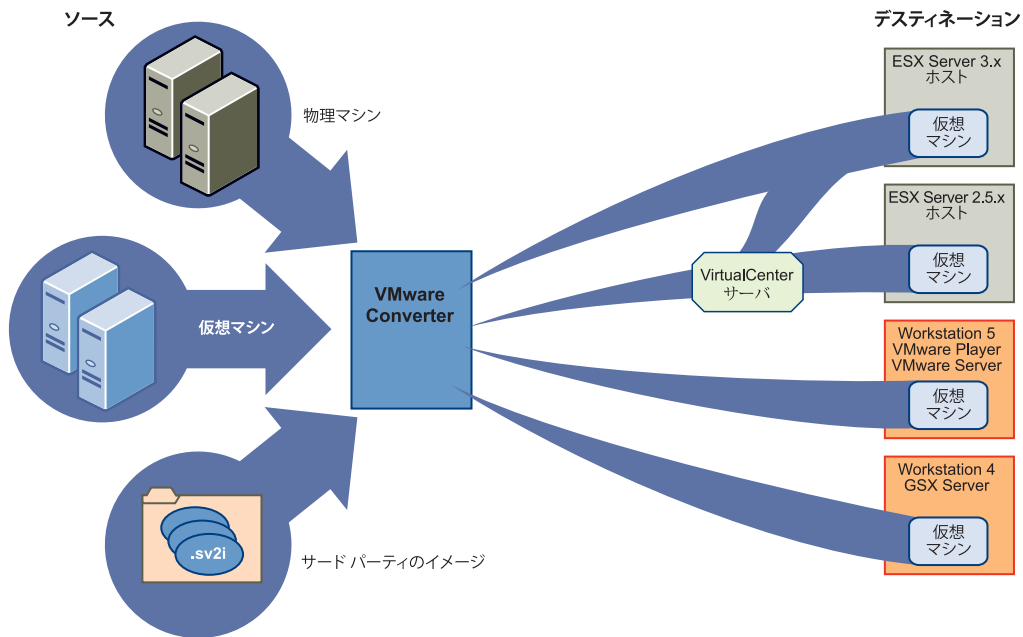 ソース
デスティネーション
物理マシン
仮想マシン
.sv2i
サード パーティのイメージ
VMware
Converter
VirtualCenter
サーバ
ESX Server 3.x
ホスト
仮想
マシン
ESX Server 2.5.x
ホスト
仮想
マシン
Workstation 5
VMware Player
VMware Server
仮想
マシン
Workstation 4
GSX Server
仮想
マシン